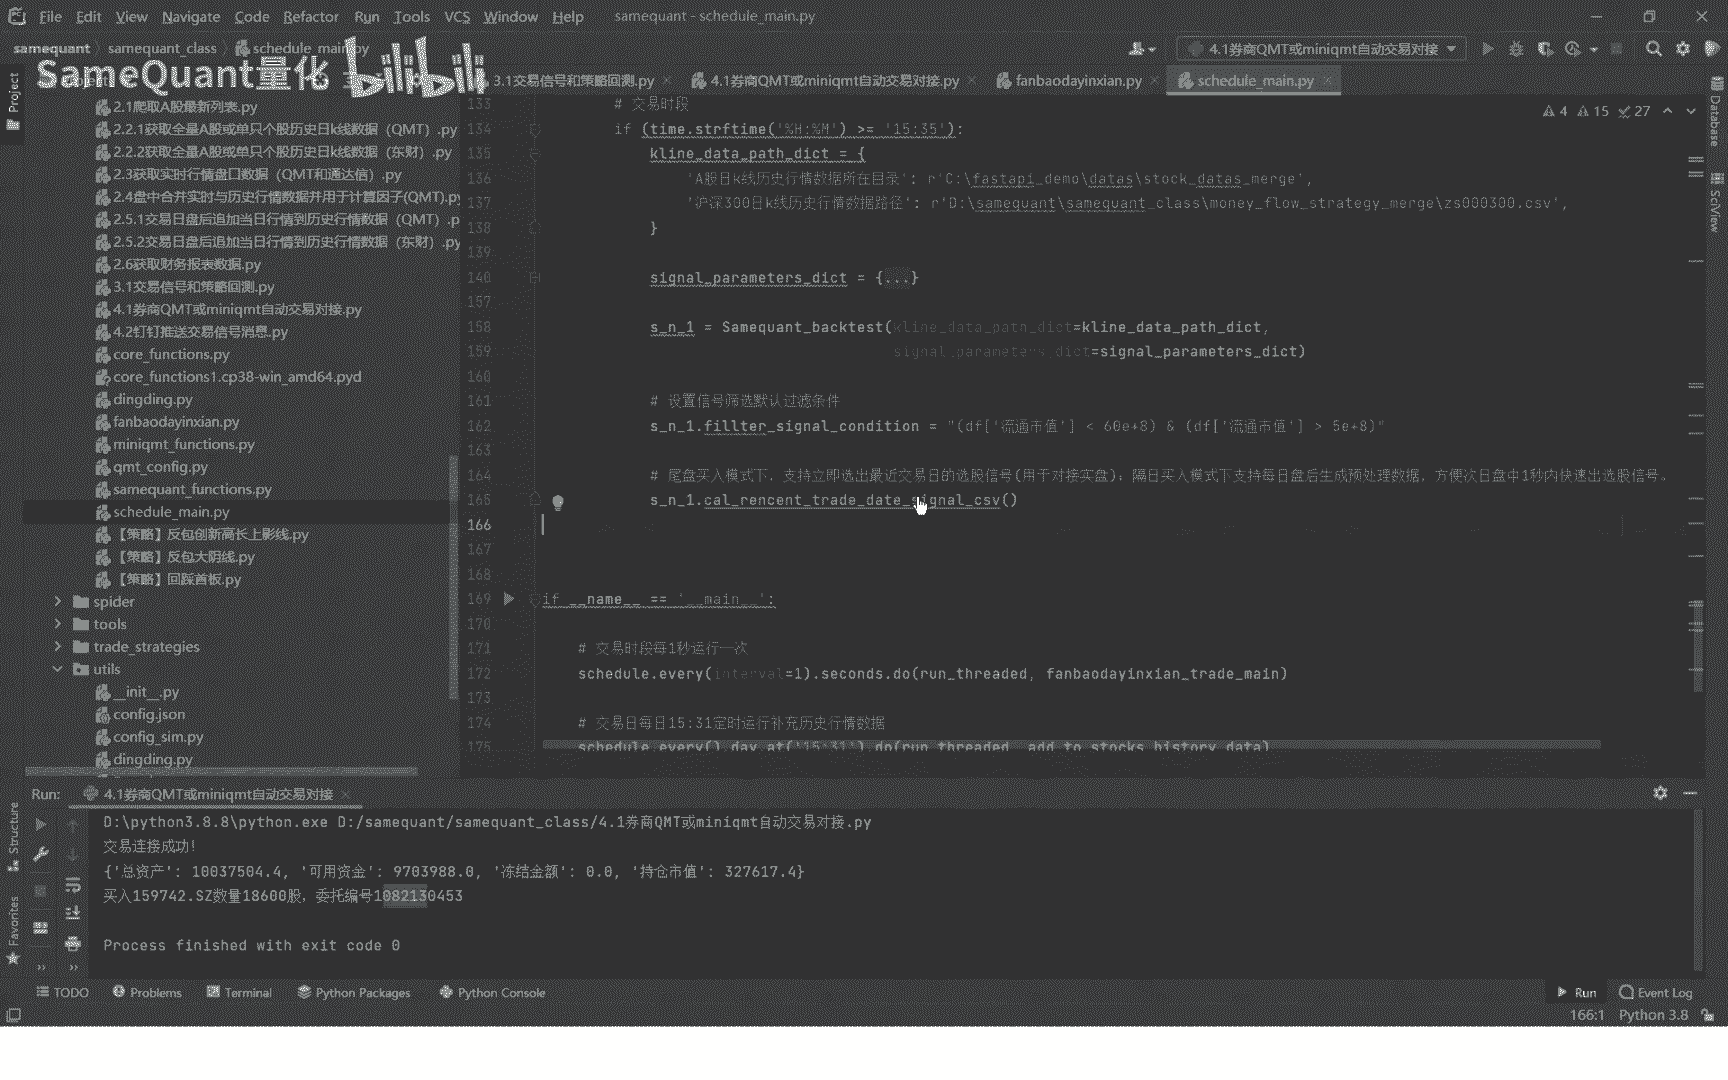 File Edit View Navigate Code Refactor Run Tools VCS Window Help samequant - schedule_main.py
samequant samequant_class schedule_main.py 4.1券商QMT或miniqmt自动交易对接
SameQuant量化 bilibili
3.1交易信号和策略回测.py 4.1券商QMT或miniqmt自动交易对接.py fanbaodayinxian.py schedule_main.py
Project
2.1爬取A股最新列表.py
2.2.1获取全量A股或单只个股历史日k线数据（QMT）.py
2.2.2获取全量A股或单只个股历史日k线数据（东财）.py
2.3获取实时行情盘口数据（QMT和通达信）.py
2.4盘中合并实时与历史行情数据并用于计算因子(QMT).py
2.5.1交易日盘后追加当日行情到历史行情数据（QMT）.py
2.5.2交易日盘后追加当日行情到历史行情数据（东财）.py
2.6获取财务报表数据.py
3.1交易信号和策略回测.py
4.1券商QMT或miniqmt自动交易对接.py
4.2钉钉推送交易信号消息.py
core_functions.py
core_functions1.cp38-win_amd64.pyd
dingding.py
fanbaodayinxian.py
miniqmt_functions.py
qmt_config.py
samequant_functions.py
schedule_main.py
【策略】反包创新高长上影线.py
【策略】反包大阴线.py
【策略】回踩首板.py
spider
tools
trade_strategies
utils
__init__.py
config.json
config_sim.py
dingding.py
4 15 27
133 # 交易时段
134 if (time.strftime('%H:%M') >= '15:35'):
135 kline_data_path_dict = {
136 'A股日k线历史行情数据所在目录': r'C:\fastapi_demo\datas\stock_datas_merge',
137 '沪深300日k线历史行情数据路径': r'D:\samequant\samequant_class\money_flow_strategy_merge\zs000300.csv',
138 }
139
140 signal_parameters_dict = {...}
157
158 s_n_1 = Samequant_backtest(kline_data_path_dict=kline_data_path_dict,
159 signal_parameters_dict=signal_parameters_dict)
160
161 # 设置信号筛选默认过滤条件
162 s_n_1.fillter_signal_condition = "(df['流通市值'] < 60e+8) & (df['流通市值'] > 5e+8)"
163
164 # 尾盘买入模式下，支持立即选出最近交易日的选股信号(用于对接实盘)；隔日买入模式下支持每日盘后生成预处理数据，方便次日盘中1秒内快速出选股信号。
165 s_n_1.cal_rencent_trade_date_signal_csv()
166
167
168
169 if __name__ == '__main__':
170
171 # 交易时段每1秒运行一次
172 schedule.every(interval=1).seconds.do(run_threaded, fanbaodayinxian_trade_main)
173
174 # 交易日每日15:31定时运行补充历史行情数据
175 schedule.every().day.at('15:31').do(run_threaded, add_to_stocks_history_data)
Database
SciView
Run: 4.1券商QMT或miniqmt自动交易对接
D:\python3.8.8\python.exe D:/samequant/samequant_class/4.1券商QMT或miniqmt自动交易对接.py
交易连接成功！
{'总资产': 10037504.4, '可用资金': 9703988.0, '冻结金额': 0.0, '持仓市值': 327617.4}
买入159742.SZ数量18600股，委托编号1082130453
Process finished with exit code 0
Structure
Favorites
TODO Problems Terminal Python Packages Python Console Run Event Log
166:1 Python 3.8